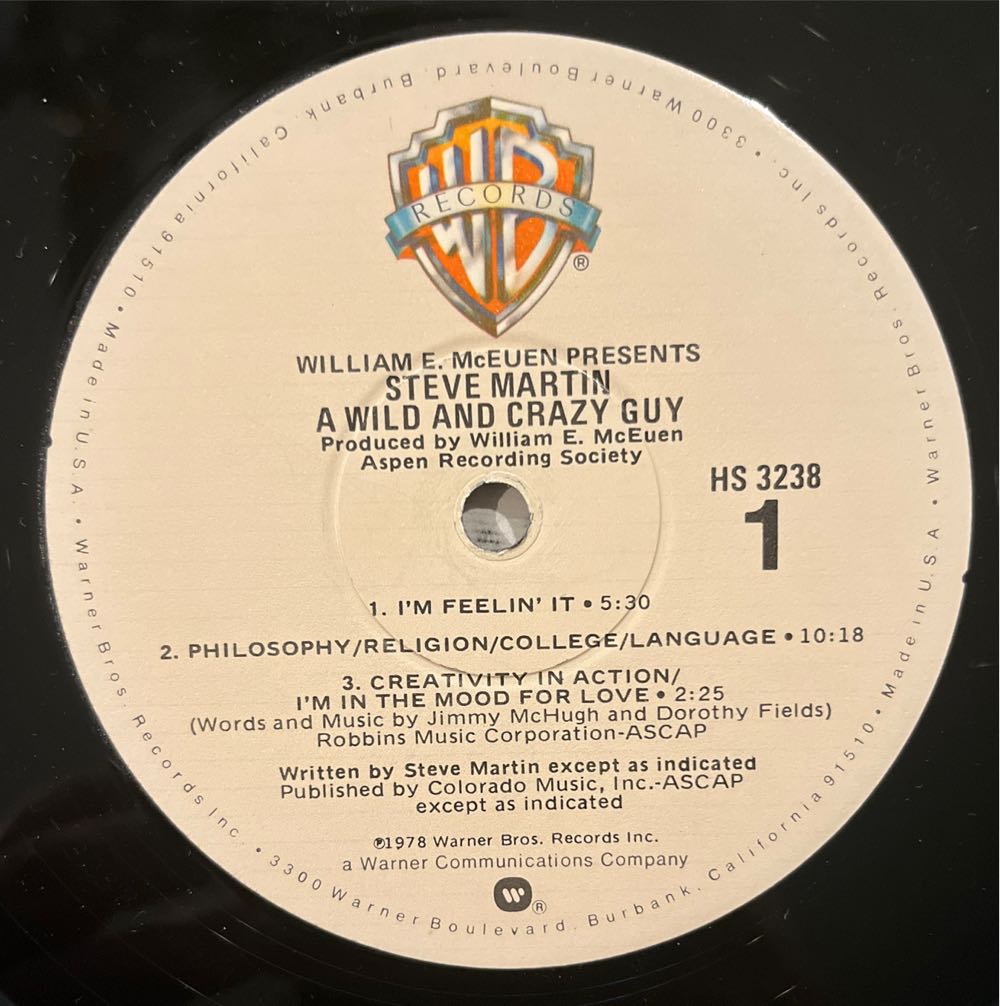 WB
RECORDS
®
WILLIAM E. McEUEN PRESENTS
STEVE MARTIN
A WILD AND CRAZY GUY
Produced by William E. McEuen
Aspen Recording Society
HS 3238
1
1. I'M FEELIN' IT • 5:30
2. PHILOSOPHY/RELIGION/COLLEGE/LANGUAGE • 10:18
3. CREATIVITY IN ACTION/
I'M IN THE MOOD FOR LOVE • 2:25
(Words and Music by Jimmy McHugh and Dorothy Fields)
Robbins Music Corporation-ASCAP
Written by Steve Martin except as indicated
Published by Colorado Music, Inc.-ASCAP
except as indicated
℗1978 Warner Bros. Records Inc.
a Warner Communications Company
®
Warner Bros. Records Inc. • 3300 Warner Boulevard, Burbank, California 91510 • Made in U.S.A. • Warner Bros. Records Inc. • 3300 Warner Boulevard, Burbank, California 91510 • Made in U.S.A •